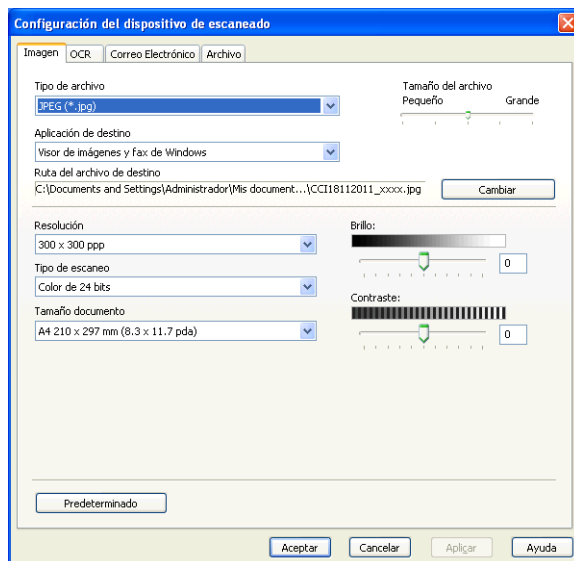 Configuración del dispositivo de escaneado
Imagen OCR Correo Electrónico Archivo
Tipo de archivo
JPEG (*.jpg)
Tamaño del archivo
Pequeño Grande
Aplicación de destino
Visor de imágenes y fax de Windows
Ruta del archivo de destino
C:\Documents and Settings\Administrador\Mis document...\CCI18112011_xxxx.jpg
Cambiar
Resolución
300 x 300 ppp
Tipo de escaneo
Color de 24 bits
Tamaño documento
A4 210 x 297 mm (8.3 x 11.7 pda)
Brillo:
0
Contraste:
0
Predeterminado
Aceptar Cancelar Aplicar Ayuda